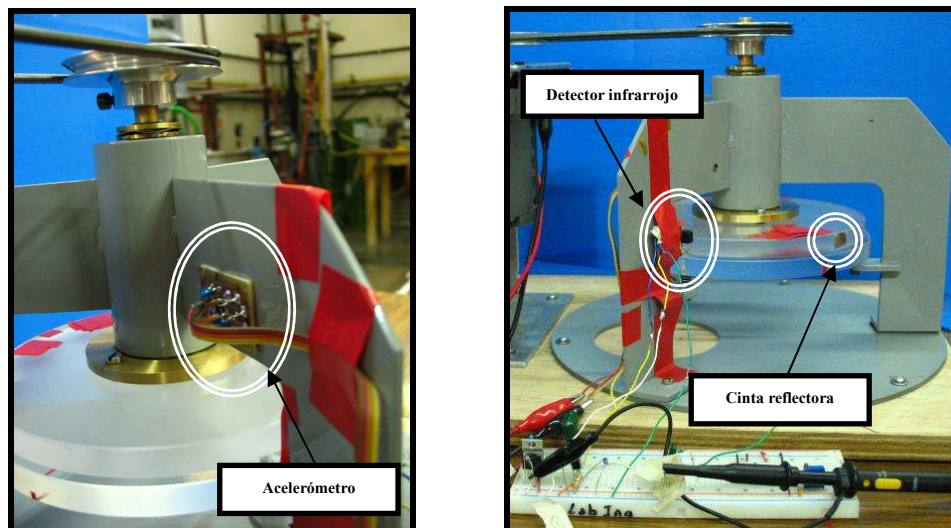 Acelerómetro
Detector infrarrojo
Cinta reflectora
Lab Ing